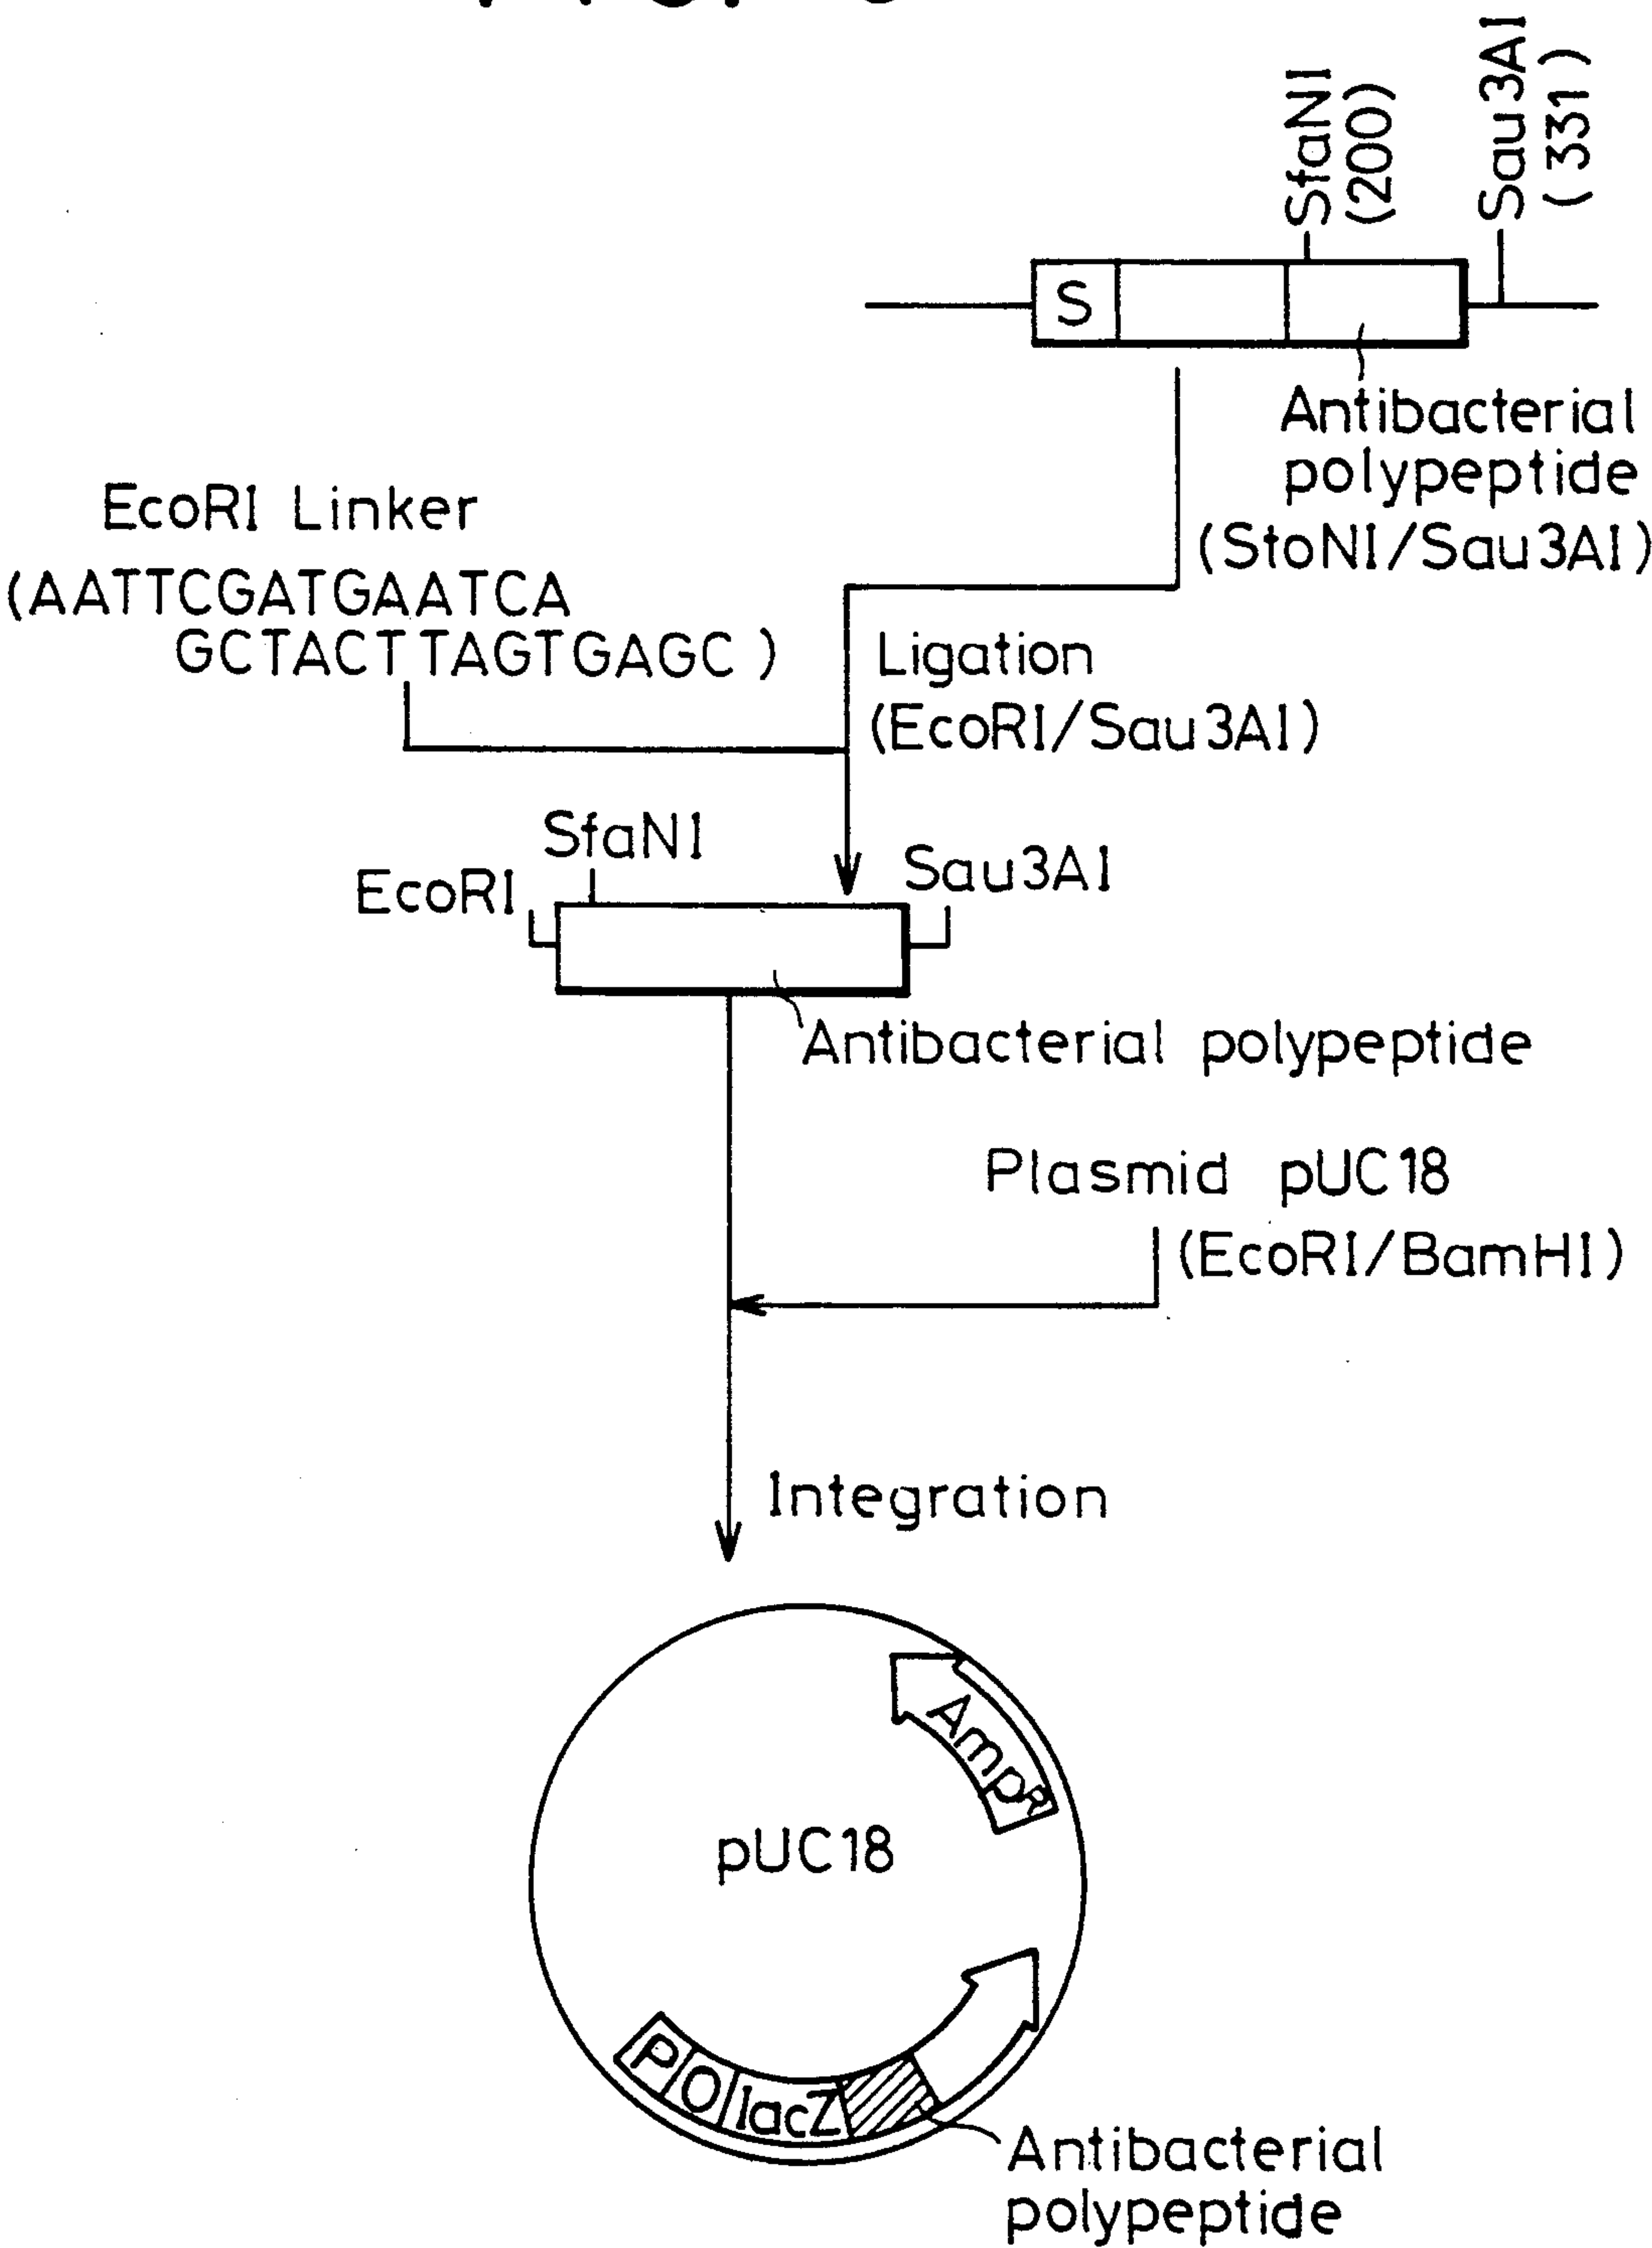 SfaNI
(200)
Sau3AI
(331)
S
Antibacterial
polypeptide
(StoNI/Sau3AI)
EcoRI Linker
(AATTCGATGAATCA
GCTACTTAGTGAGC)
Ligation
(EcoRI/Sau3AI)
SfaNI
EcoRI
Sau3AI
Antibacterial polypeptide
Plasmid pUC18
(EcoRI/BamHI)
Integration
AmpR
pUC18
P
O
lacZ
Antibacterial
polypeptide